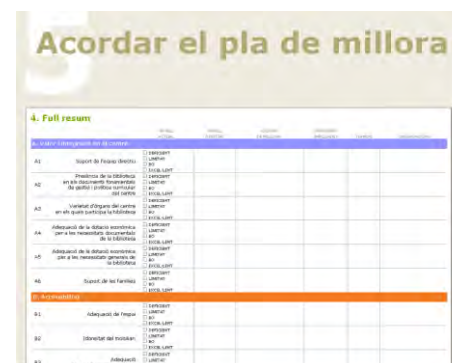 Acordar el pla de millora
4. Full resum
A1 Suport de l'equip directiu
DEFICIENT
LIMITAT
BO
EXCEL·LENT
Presència de la biblioteca
en els documents fonamentals
de gestió i política curricular
del centre
A2
DEFICIENT
LIMITAT
BO
EXCEL·LENT
Varietat d'òrgans del centre
en els quals participa la biblioteca
A3
DEFICIENT
LIMITAT
BO
EXCEL·LENT
Adequació de la dotació econòmica
per a les necessitats documentals
de la biblioteca
A4
DEFICIENT
LIMITAT
BO
EXCEL·LENT
Adequació de la dotació econòmica
per a les necessitats generals de
la biblioteca
A5
DEFICIENT
LIMITAT
BO
EXCEL·LENT
A6 Suport de les famílies
DEFICIENT
LIMITAT
BO
EXCEL·LENT
B1 Adequació de l'espai
DEFICIENT
LIMITAT
BO
EXCEL·LENT
B2 Idoneïtat del mobiliari
DEFICIENT
LIMITAT
BO
EXCEL·LENT
Adequació
DEFICIENT
LIMITAT